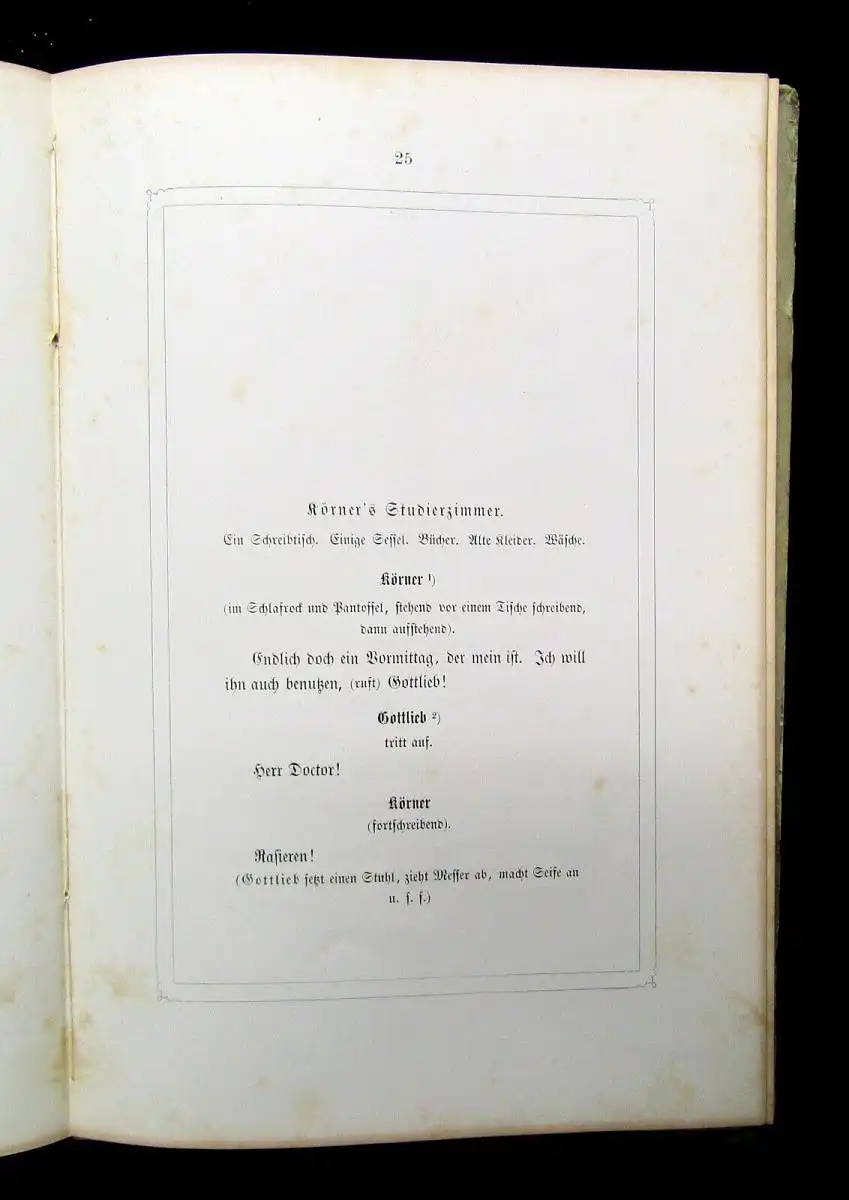 25
Körner's Studierzimmer.
Ein Schreibtisch. Einige Sessel. Bücher. Alte Kleider. Wäsche.
Körner ¹)
(im Schlafrock und Pantoffel, stehend vor einem Tische schreibend,
dann aufstehend).
Endlich doch ein Vormittag, der mein ist. Ich will
ihn auch benutzen, (ruft) Gottlieb!
Gottlieb ²)
tritt auf.
Herr Doctor!
Körner
(fortschreibend).
Rasieren!
(Gottlieb setzt einen Stuhl, zieht Messer ab, macht Seife an
u. s. f.)